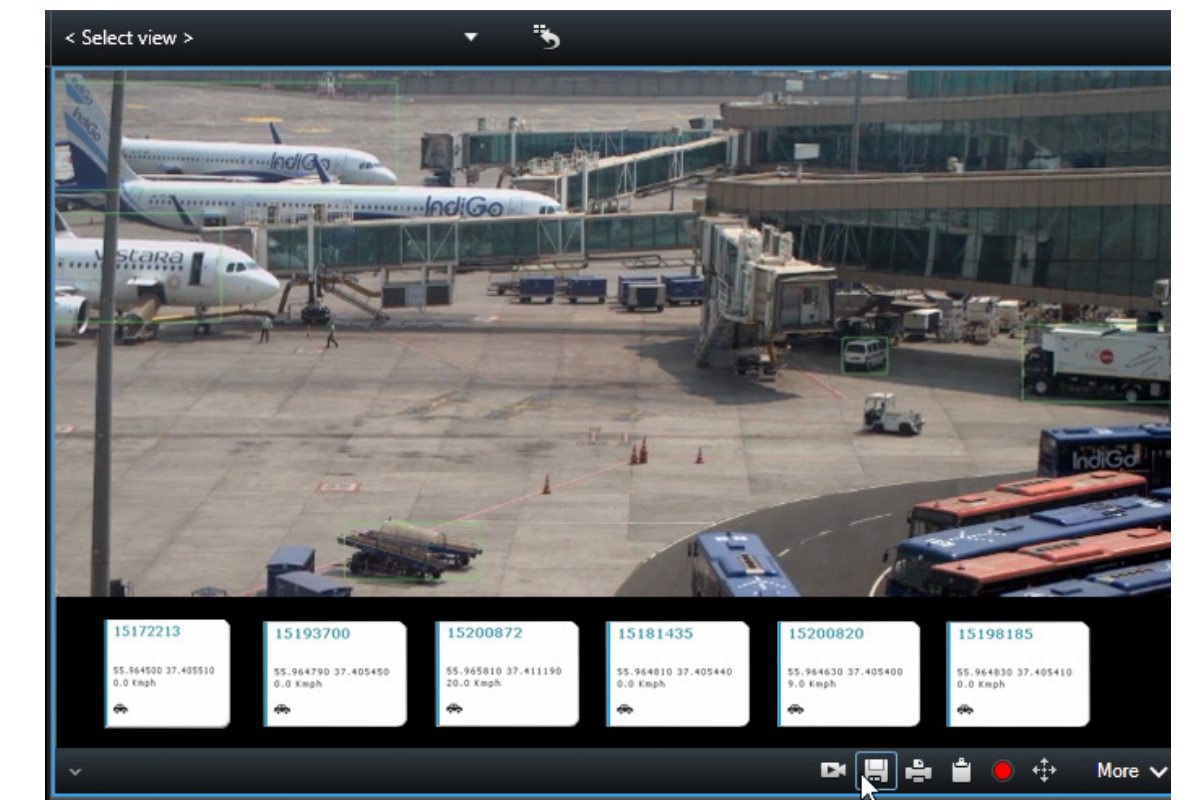 < Select view >
IndiGo
IndiGo
IndiGo
IndiGo
vistara
IndiGo
15172213
55.964500 37.405510
0.0 Kmph
15193700
55.964790 37.405450
0.0 Kmph
15200872
55.965810 37.411190
20.0 Kmph
15181435
55.964810 37.405440
0.0 Kmph
15200820
55.964630 37.405400
9.0 Kmph
15198185
55.964830 37.405410
0.0 Kmph
More